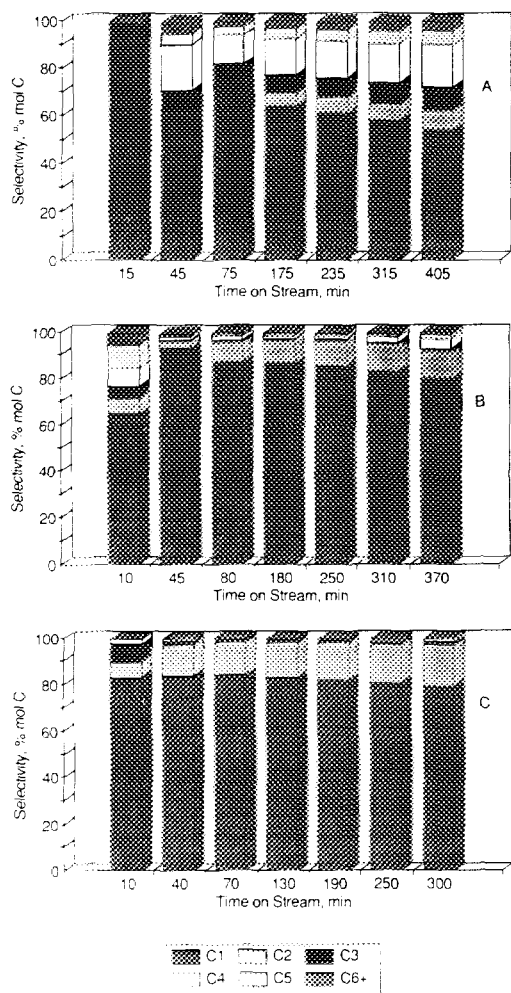 100
80
60
40
20
0
Selectivity, % mol C
A
15 45 75 175 235 315 405
Time on Stream, min
100
80
60
40
20
0
Selectivity, % mol C
B
10 45 80 180 250 310 370
Time on Stream, min
100
80
60
40
20
0
Selectivity, % mol C
C
10 40 70 130 190 250 300
Time on Stream, min
C1 C2 C3
C4 C5 C6+